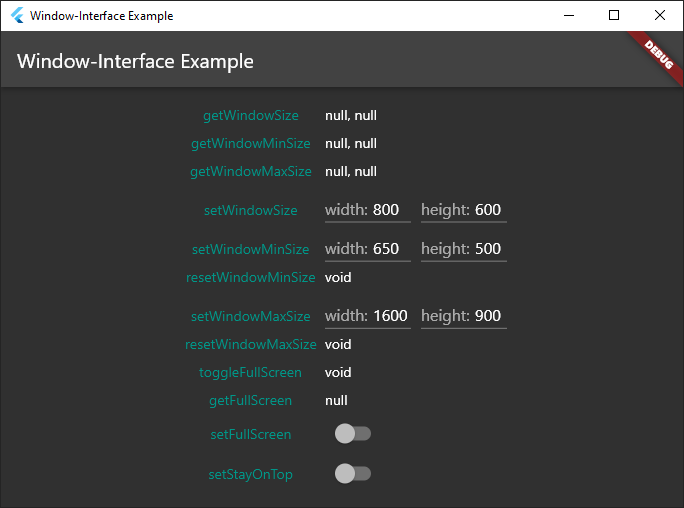 Window-Interface Example
Window-Interface Example
DEBUG
getWindowSize null, null
getWindowMinSize null, null
getWindowMaxSize null, null
setWindowSize width: 800 height: 600
setWindowMinSize width: 650 height: 500
resetWindowMinSize void
setWindowMaxSize width: 1600 height: 900
resetWindowMaxSize void
toggleFullScreen void
getFullScreen null
setFullScreen
setStayOnTop